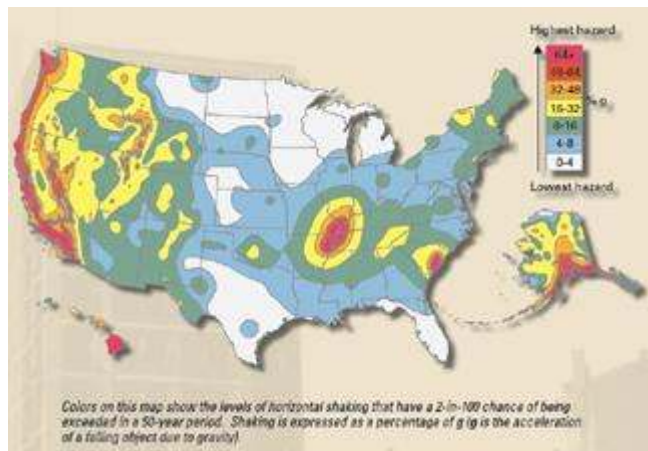 Highest hazard
64+
48-64
32-48
% g
16-32
8-16
4-8
0-4
Lowest hazard
Colors on this map show the levels of horizontal shaking that have a 2-in-100 chance of being
exceeded in a 50-year period. Shaking is expressed as a percentage of g (g is the acceleration
of a falling object due to gravity).